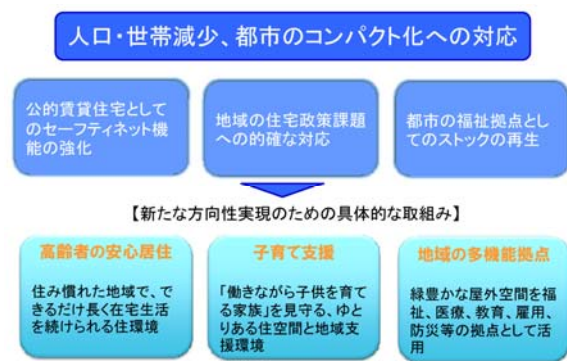 人口・世帯減少、都市のコンパクト化への対応
公的賃貸住宅としてのセーフティネット機能の強化
地域の住宅政策課題への的確な対応
都市の福祉拠点としてのストックの再生
【新たな方向性実現のための具体的な取組み】
高齢者の安心居住
住み慣れた地域で、できるだけ長く在宅生活を続けられる住環境
子育て支援
「働きながら子供を育てる家族」を見守る、ゆとりある住空間と地域支援環境
地域の多機能拠点
緑豊かな屋外空間を福祉、医療、教育、雇用、防災等の拠点として活用